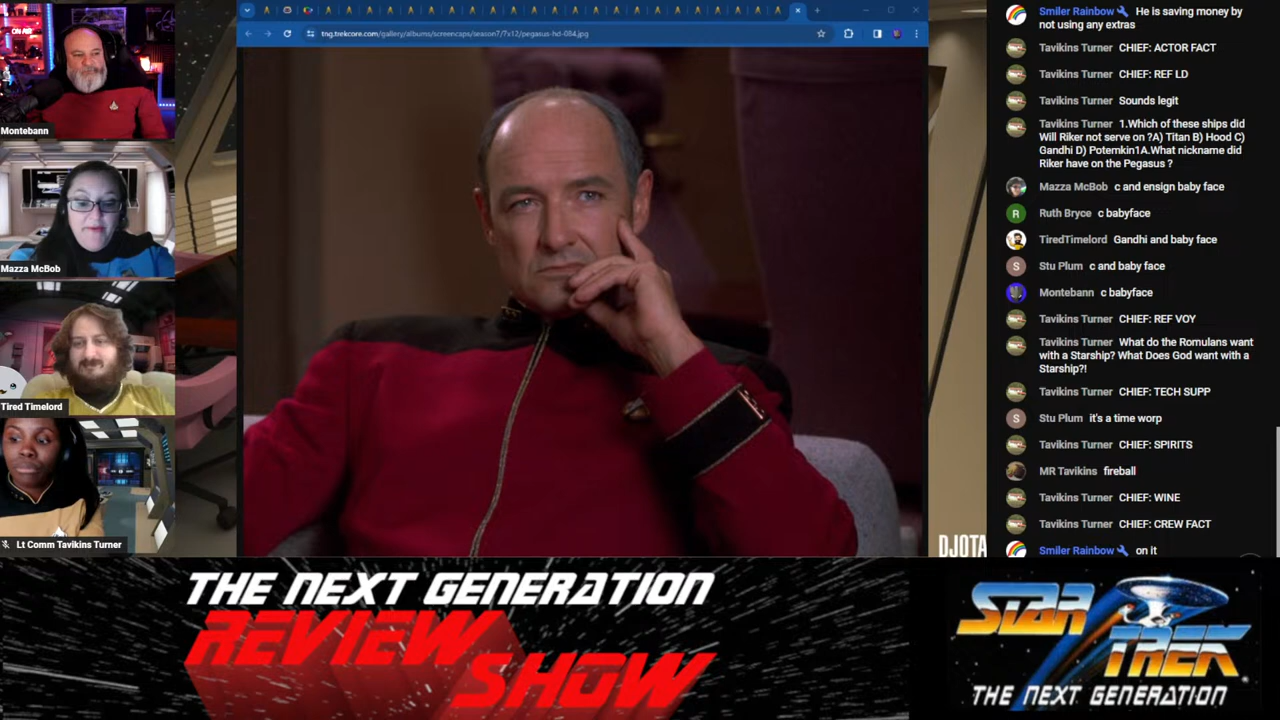 ON AIR
Montebann
Mazza McBob
Tired Timelord
Lt Comm Tavikins Turner
tng.trekcore.com/gallery/albums/screencaps/season7/7x12/pegasus-hd-084.jpg
DJOTA
Smiler Rainbow He is saving money by
not using any extras
Tavikins Turner CHIEF: ACTOR FACT
Tavikins Turner CHIEF: REF LD
Tavikins Turner Sounds legit
Tavikins Turner 1.Which of these ships did
Will Riker not serve on ?A) Titan B) Hood C)
Gandhi D) Potemkin1A.What nickname did
Riker have on the Pegasus ?
Mazza McBob c and ensign baby face
R
Ruth Bryce c babyface
TiredTimelord Gandhi and baby face
S
Stu Plum c and baby face
Montebann c babyface
Tavikins Turner CHIEF: REF VOY
Tavikins Turner What do the Romulans want
with a Starship? What Does God want with a
Starship?!
Tavikins Turner CHIEF: TECH SUPP
S
Stu Plum it's a time worp
Tavikins Turner CHIEF: SPIRITS
MR Tavikins fireball
Tavikins Turner CHIEF: WINE
Tavikins Turner CHIEF: CREW FACT
Smiler Rainbow on it
THE NEXT GENERATION
REVIEW
SHOW
STAR
TREK
THE NEXT GENERATION